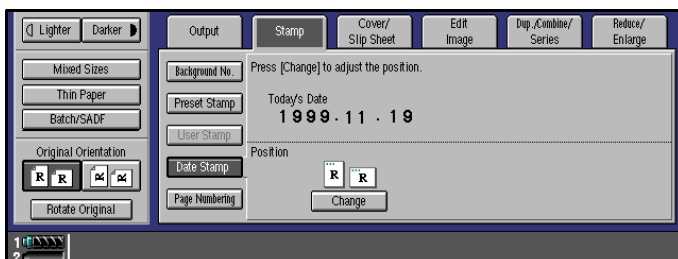 Lighter Darker
Output Stamp Cover/ Slip Sheet Edit Image Dup./Combine/ Series Reduce/ Enlarge
Mixed Sizes
Thin Paper
Batch/SADF
Original Orientation
R R R R
Rotate Original
Background No.
Preset Stamp
User Stamp
Date Stamp
Page Numbering
Press [Change] to adjust the position.
Today's Date
1999.11.19
Position
R R
Change
1
2